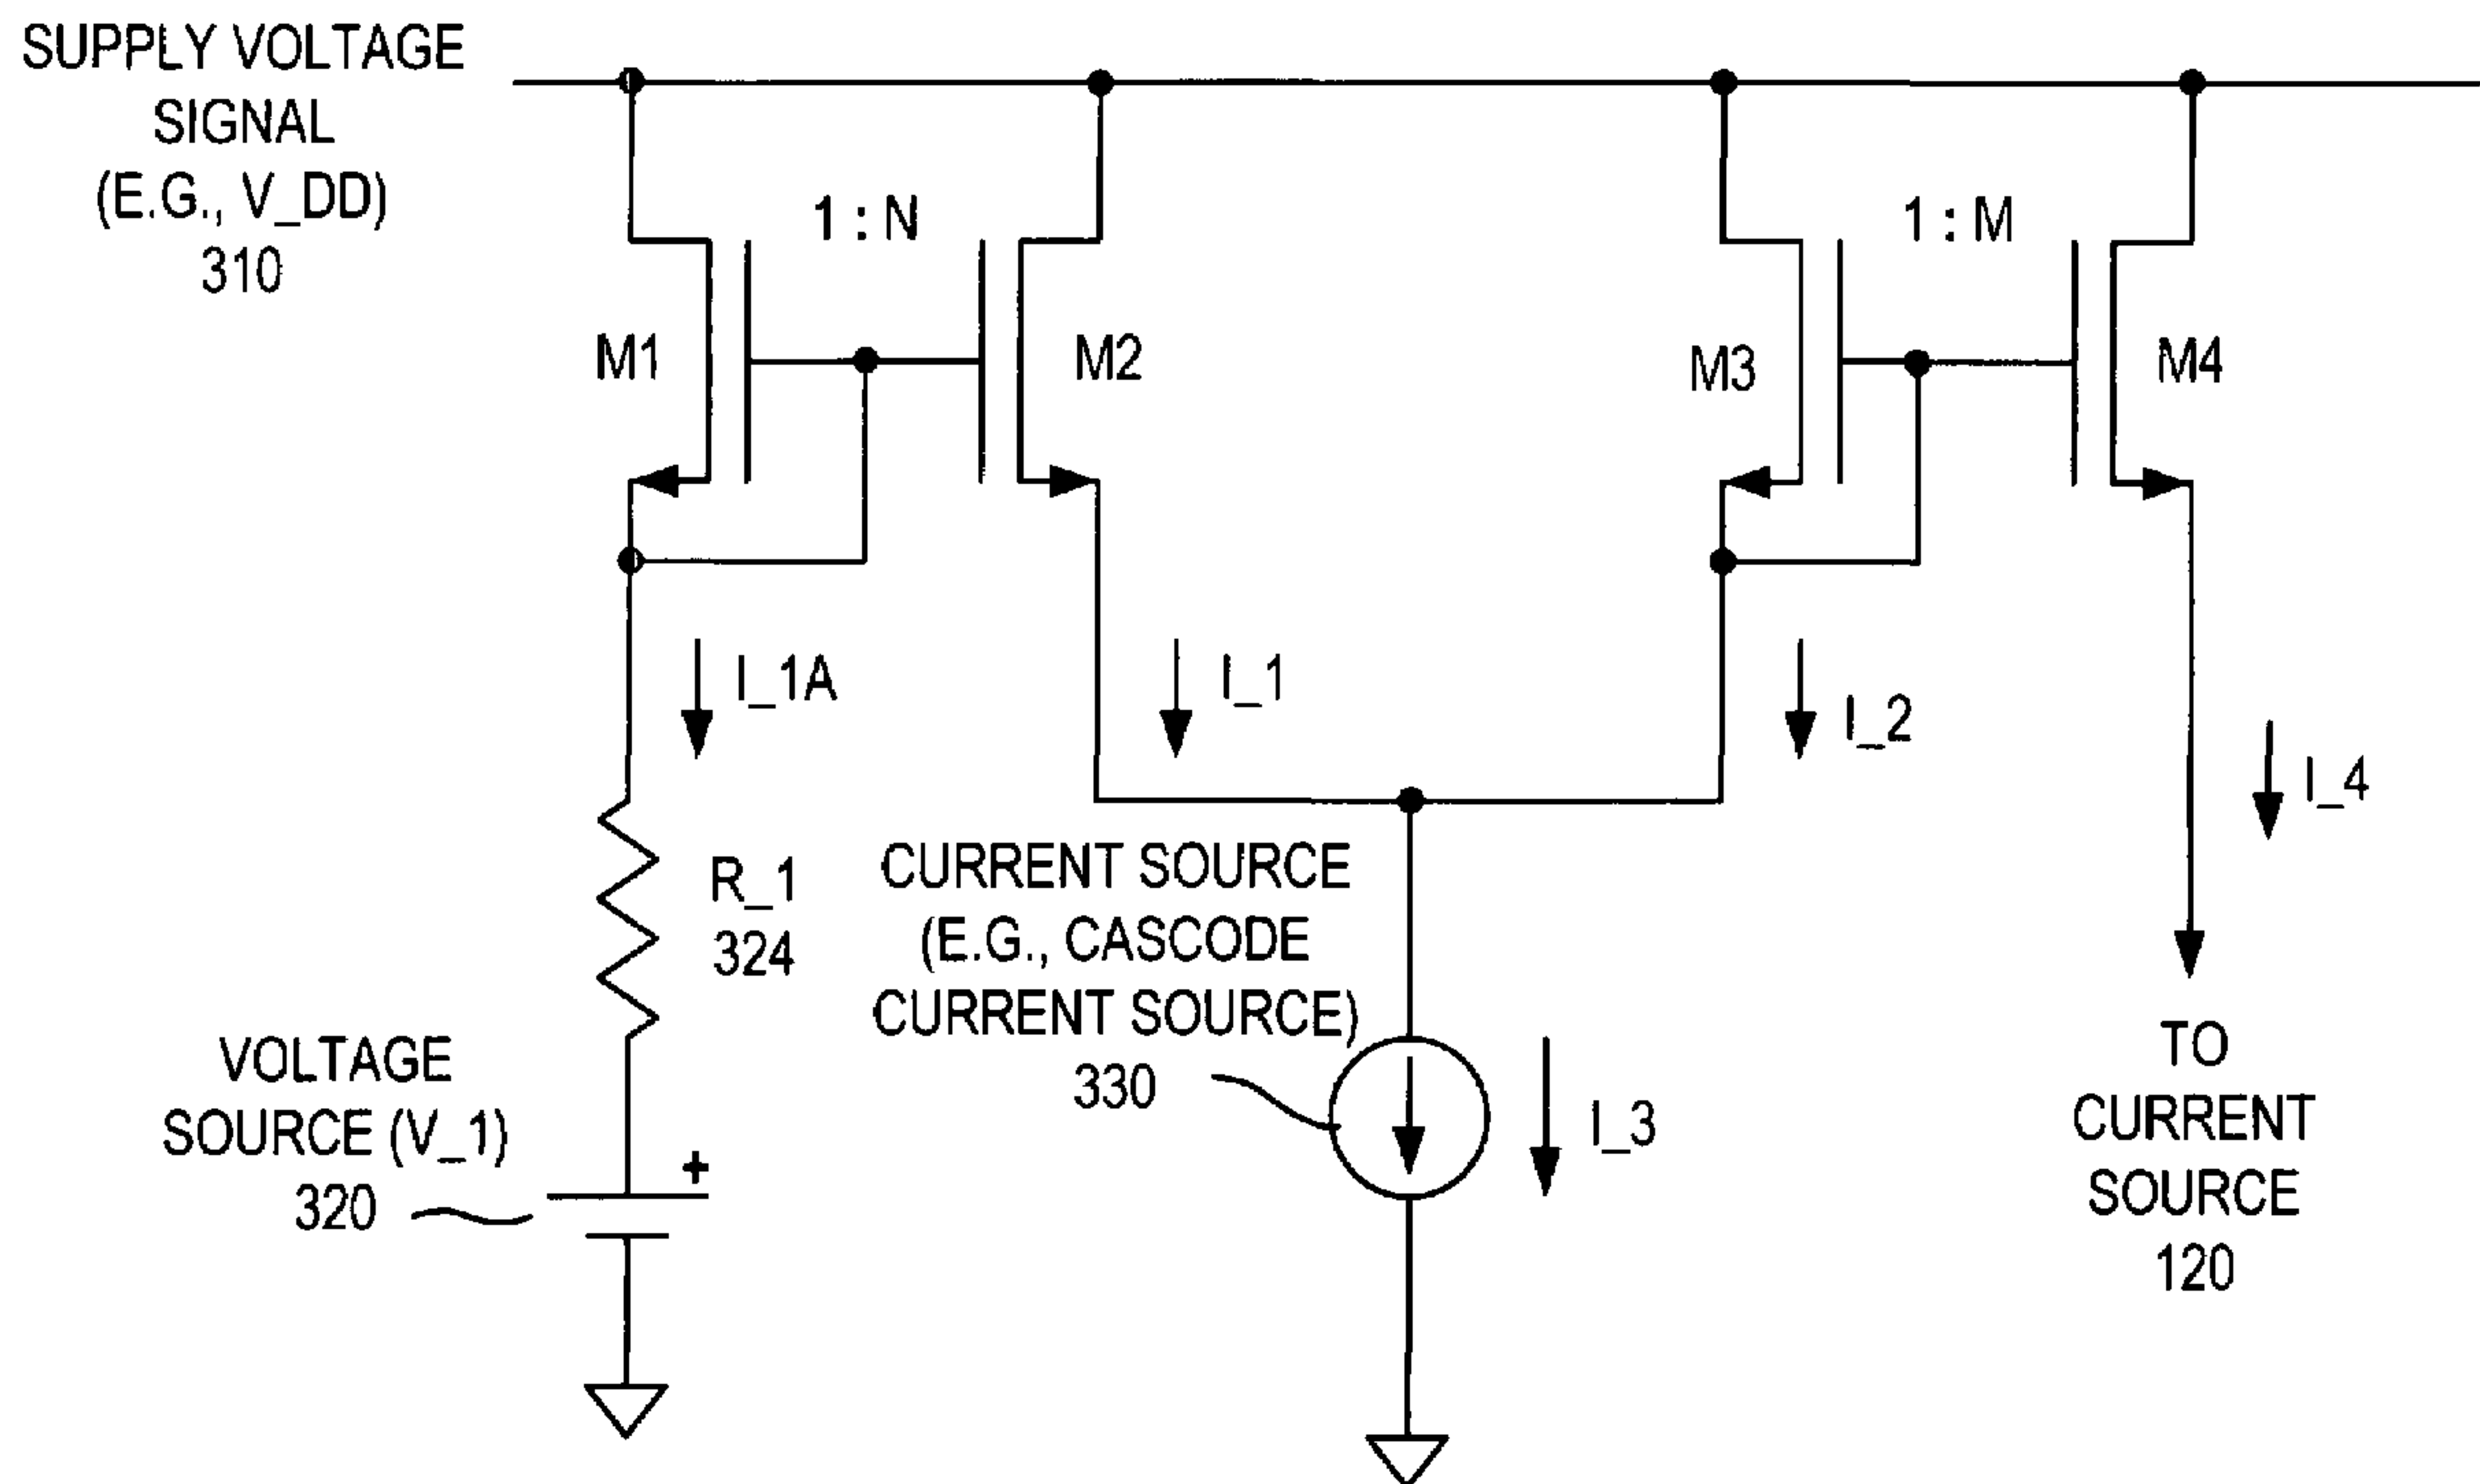 SUPPLY VOLTAGE
SIGNAL
(E.G., V_DD)
310
1 : N
1 : M
M1
M2
M3
M4
I_1A
I_1
I_2
I_4
R_1
324
CURRENT SOURCE
(E.G., CASCODE
CURRENT SOURCE)
330
VOLTAGE
SOURCE (V_1)
320
+
I_3
TO
CURRENT
SOURCE
120